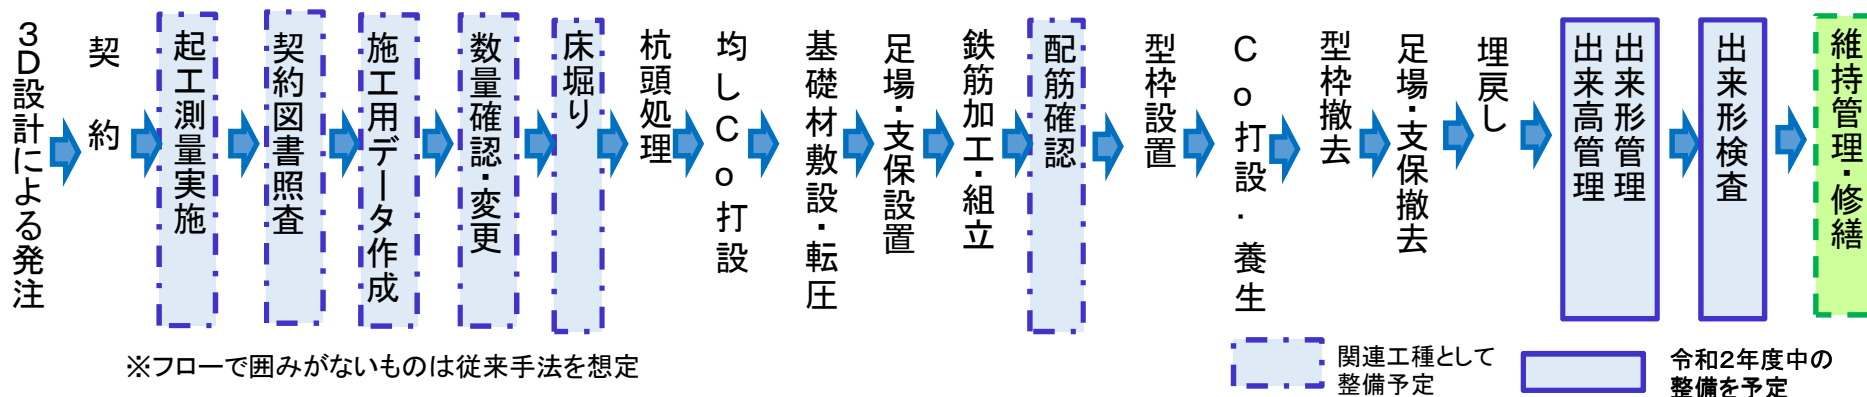 3D設計による発注
契約
起工測量実施
契約図書照査
施工用データ作成
数量確認・変更
床堀り
杭頭処理
均しCo打設
基礎材敷設・転圧
足場・支保設置
鉄筋加工・組立
配筋確認
型枠設置
Co打設・養生
型枠撤去
足場・支保撤去
埋戻し
出来形管理
出来高管理
出来形検査
維持管理・修繕
※フローで囲みがないものは従来手法を想定
関連工種として
整備予定
令和2年度中の
整備を予定